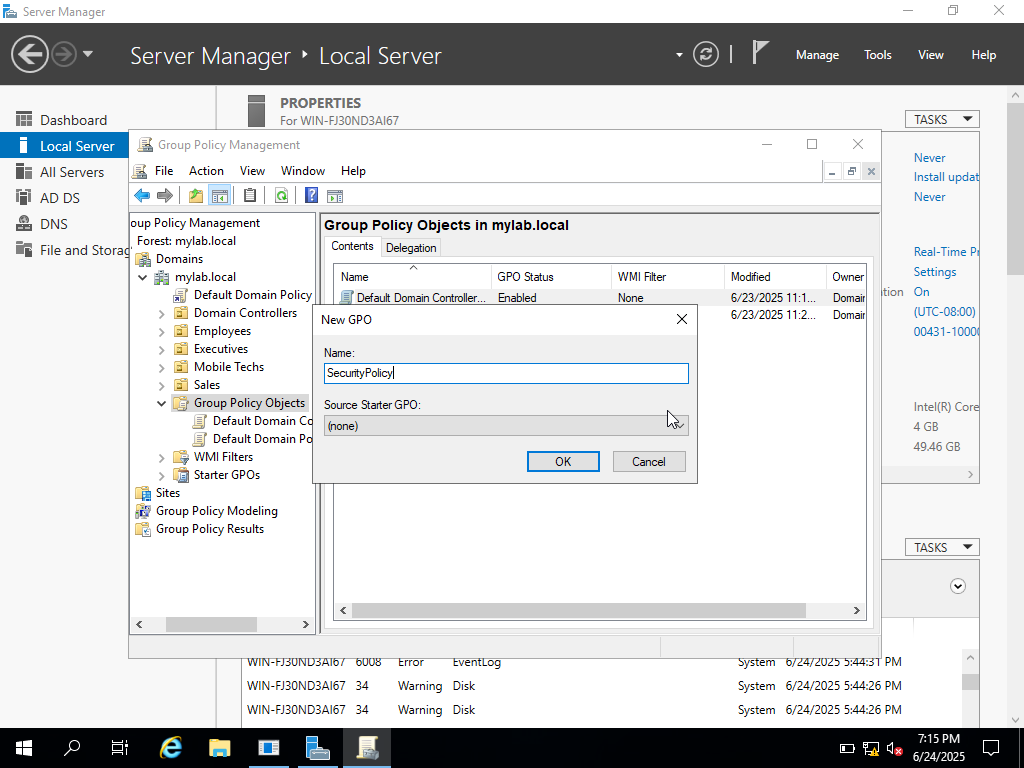 Server Manager
Server Manager ‣ Local Server
Manage Tools View Help
Dashboard
Local Server
All Servers
AD DS
DNS
File and Storag
PROPERTIES
For WIN-FJ30ND3AI67
TASKS
Never
Install updat
Never
Real-Time Pr
Settings
On
(UTC-08:00)
00431-10000
Intel(R) Core
4 GB
49.46 GB
Group Policy Management
File Action View Window Help
oup Policy Management
Forest: mylab.local
Domains
mylab.local
Default Domain Policy
Domain Controllers
Employees
Executives
Mobile Techs
Sales
Group Policy Objects
Default Domain Co
Default Domain Po
WMI Filters
Starter GPOs
Sites
Group Policy Modeling
Group Policy Results
Group Policy Objects in mylab.local
Contents Delegation
Name GPO Status WMI Filter Modified Owner
Default Domain Controller... Enabled None 6/23/2025 11:1... Domain
6/23/2025 11:2... Domain
New GPO
Name:
SecurityPolicy
Source Starter GPO:
(none)
OK Cancel
TASKS
WIN-FJ30ND3AI67 6008 Error EventLog System 6/24/2025 5:44:31 PM
WIN-FJ30ND3AI67 34 Warning Disk System 6/24/2025 5:44:26 PM
WIN-FJ30ND3AI67 34 Warning Disk System 6/24/2025 5:44:26 PM
7:15 PM
6/24/2025